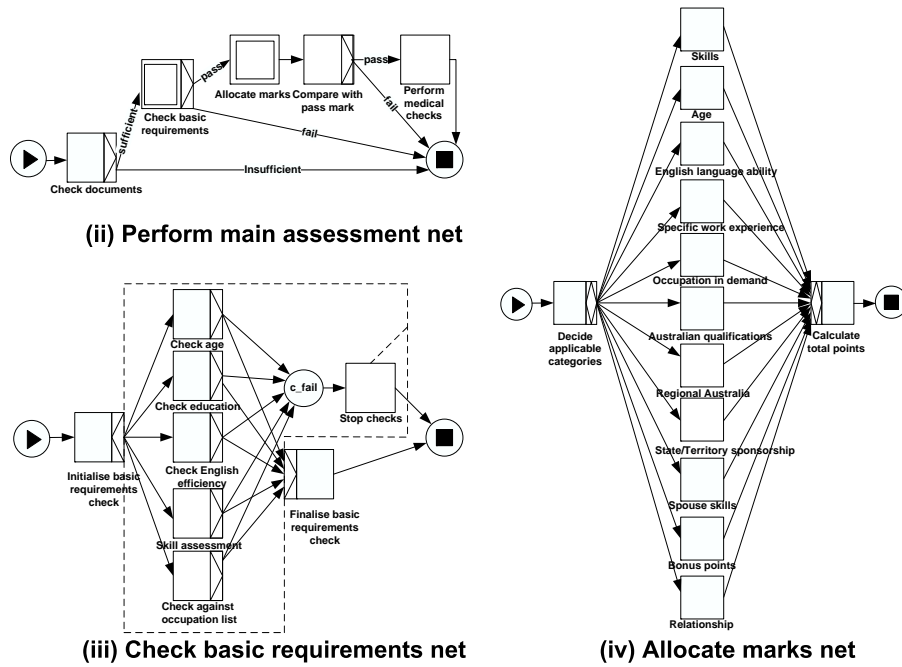 pass
pass
Allocate marks
Compare with
pass mark
Perform
medical
checks
sufficient
Check basic
requirements
fail
fail
Check documents
Insufficient
(ii) Perform main assessment net
Check age
Check education
Check English
efficiency
Skill assessment
Check against
occupation list
c_fail
Stop checks
Initialise basic
requirements
check
Finalise basic
requirements
check
(iii) Check basic requirements net
Skills
Age
English language ability
Specific work experience
Occupation in demand
Australian qualifications
Regional Australia
State/Territory sponsorship
Spouse skills
Bonus points
Relationship
Decide
applicable
categories
Calculate
total points
(iv) Allocate marks net